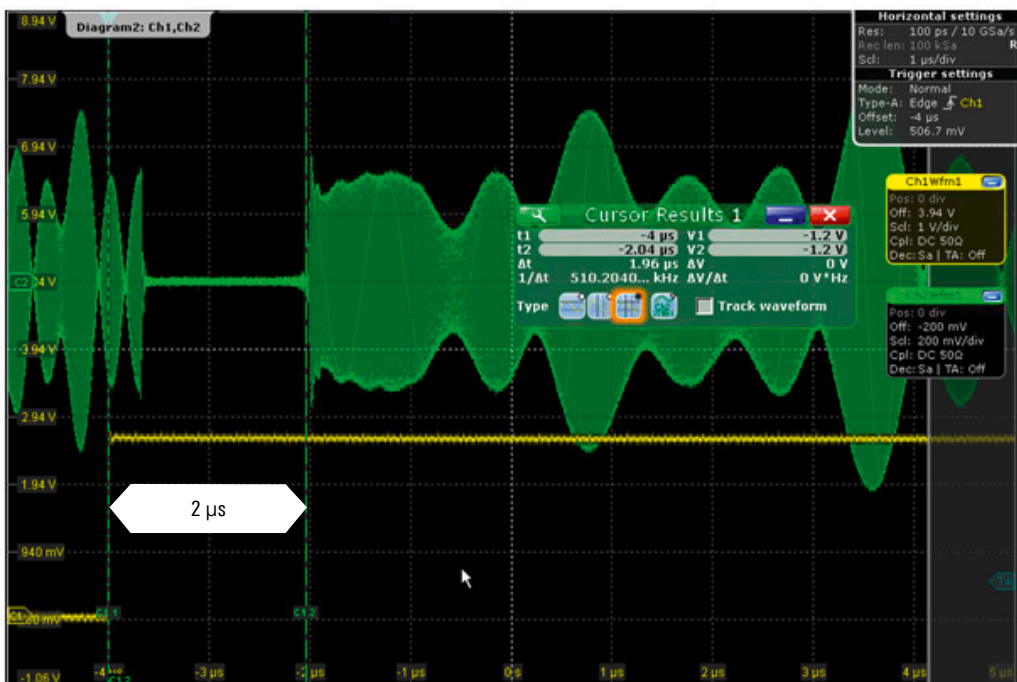 8.94 V
Diagram2: Ch1,Ch2
7.94 V
6.94 V
5.94 V
C2
3.94 V
2.94 V
1.94 V
940 mV
C1
-1.06 V
Horizontal settings
Res: 100 ps / 10 GSa/s
Rec len: 100 kSa R
Scl: 1 µs/div
Trigger settings
Mode: Normal
Type-A: Edge Ch1
Offset: -4 µs
Level: 506.7 mV
Ch1Wfm1
Pos: 0 div
Off: 3.94 V
Scl: 1 V/div
Cpl: DC 50Ω
Dec: Sa | TA: Off
Ch2Wfm1
Pos: 0 div
Off: -200 mV
Scl: 200 mV/div
Cpl: DC 50Ω
Dec: Sa | TA: Off
Cursor Results 1
t1 -4 µs V1 -1.2 V
t2 -2.04 µs V2 -1.2 V
Δt 1.96 µs ΔV 0 V
1/Δt 510.2040... kHz ΔV/Δt 0 V*Hz
Type Track waveform
2 µs
TA
C1.1 C1.2
-3 µs -1 µs 0 s 1 µs 2 µs 3 µs 4 µs 5 µs
C1.2